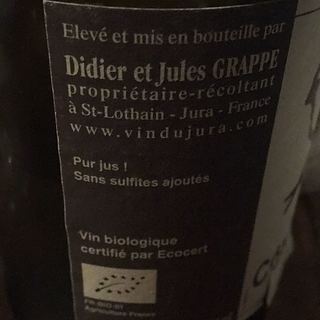 Elevé et mis en bouteille par
Didier et Jules GRAPPE
propriétaire-récoltant
à St-Lothain - Jura - France
www.vindujura.com
Pur jus !
Sans sulfites ajoutés
Vin biologique
certifié par Ecocert
FR-BIO-01
Agriculture France